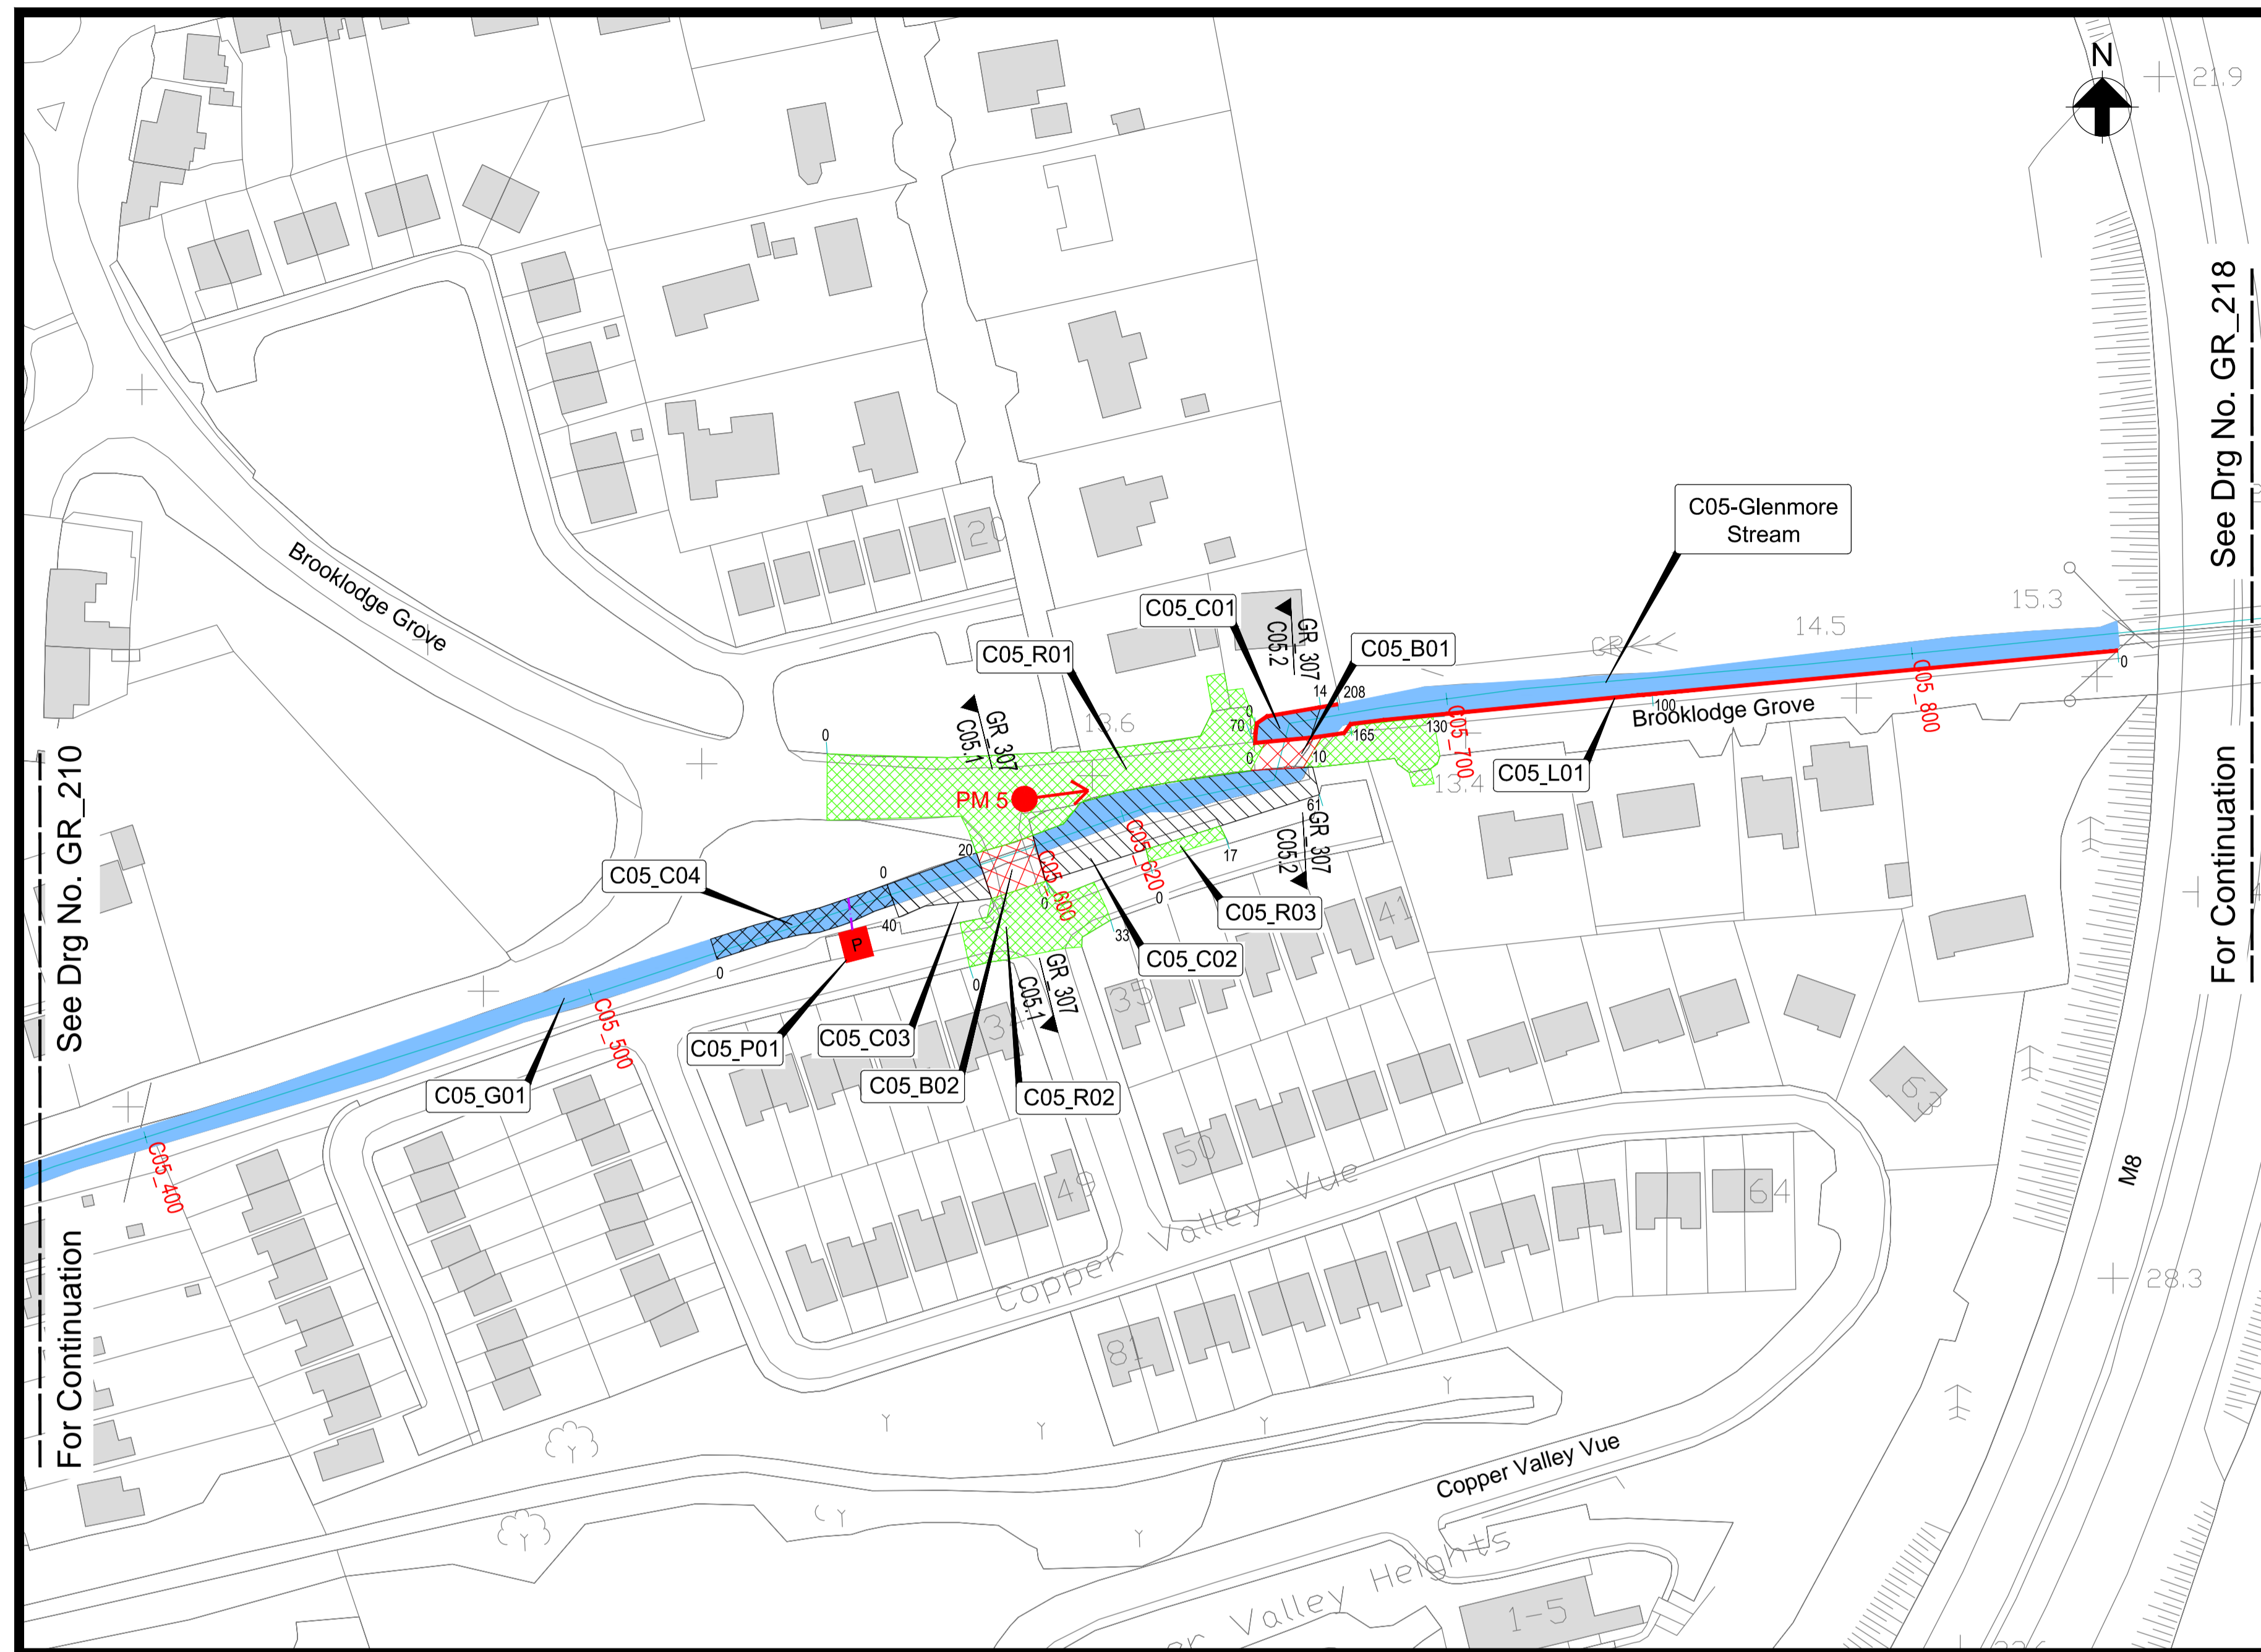 N
21.9
See Drg No. GR_218
For Continuation
See Drg No. GR_210
For Continuation
Brooklodge Grove
20
C05-Glenmore
Stream
15.3
14.5
C05_C01
GR_307
C05.2
C05_B01
C05_R01
14
208
0
70
0
10
165
130
100
0
Brooklodge Grove
C05_800
C05_700
C05_L01
13.4
13.6
GR_307
C05.1
0
PM 5
61
GR_307
C05.2
C05_620
17
0
C05_600
0
20
0
C05_C04
40
0
P
C05_R03
41
C05_C02
33
35
0
GR_307
C05.1
C05_500
C05_P01
C05_C03
C05_B02
C05_R02
C05_G01
C05_400
49
50
63
64
81
Copper Valley Vue
M8
28.3
Copper Valley Vue
er Valley Heights
1-5